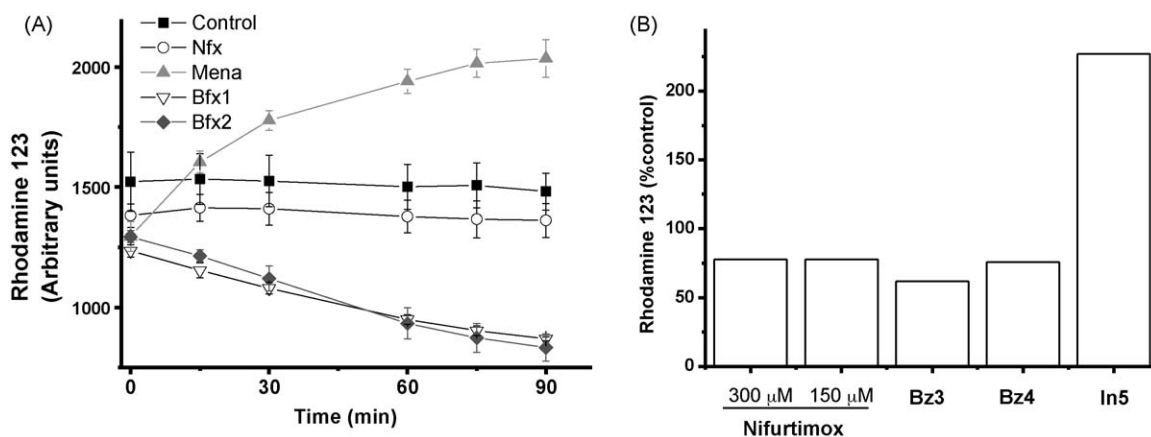 (A)
Control
Nfx
Mena
Bfx1
Bfx2
2000
1500
1000
Rhodamine 123
(Arbitrary units)
0
30
60
90
Time (min)
(B)
Rhodamine 123 (%control)
200
150
100
50
0
300 μM
150 μM
Nifurtimox
Bz3
Bz4
In5